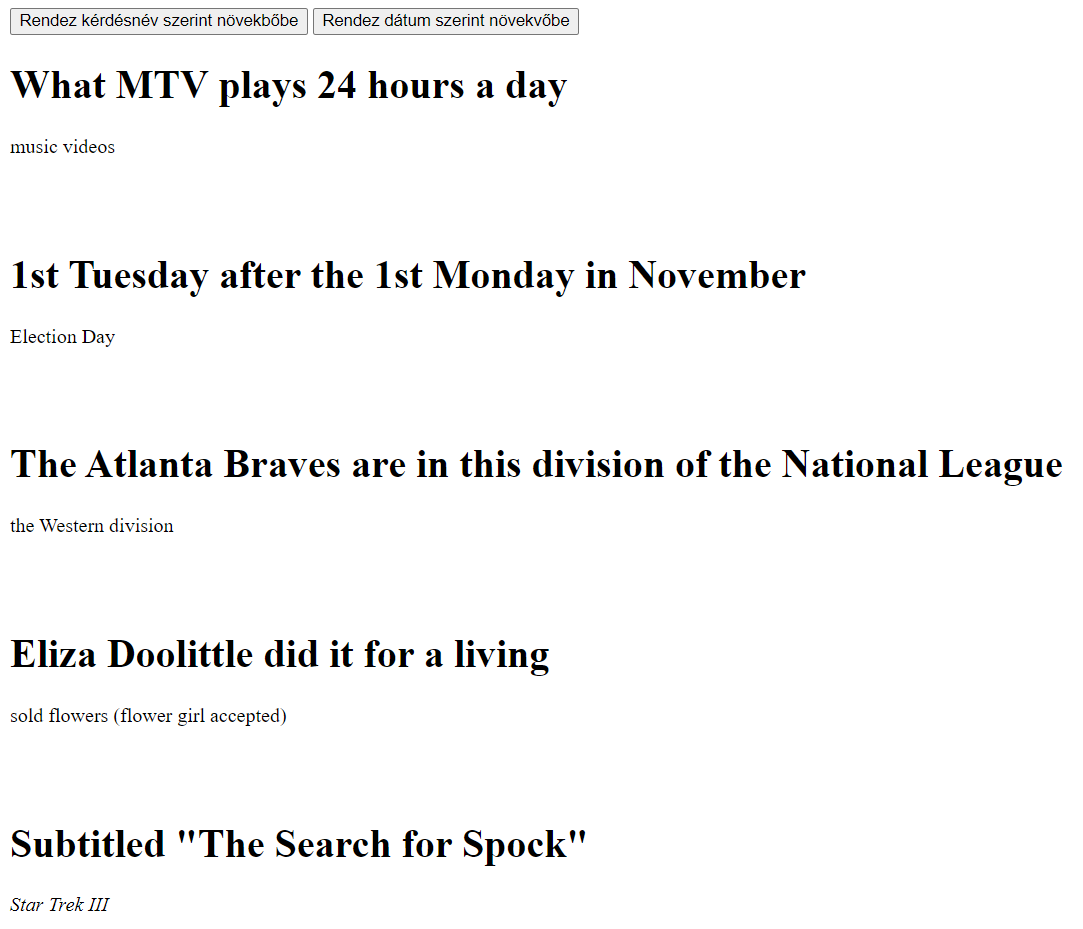 Rendez kérdésnév szerint növekbőbe Rendez dátum szerint növekvőbe
What MTV plays 24 hours a day
music videos
1st Tuesday after the 1st Monday in November
Election Day
The Atlanta Braves are in this division of the National League
the Western division
Eliza Doolittle did it for a living
sold flowers (flower girl accepted)
Subtitled "The Search for Spock"
Star Trek III